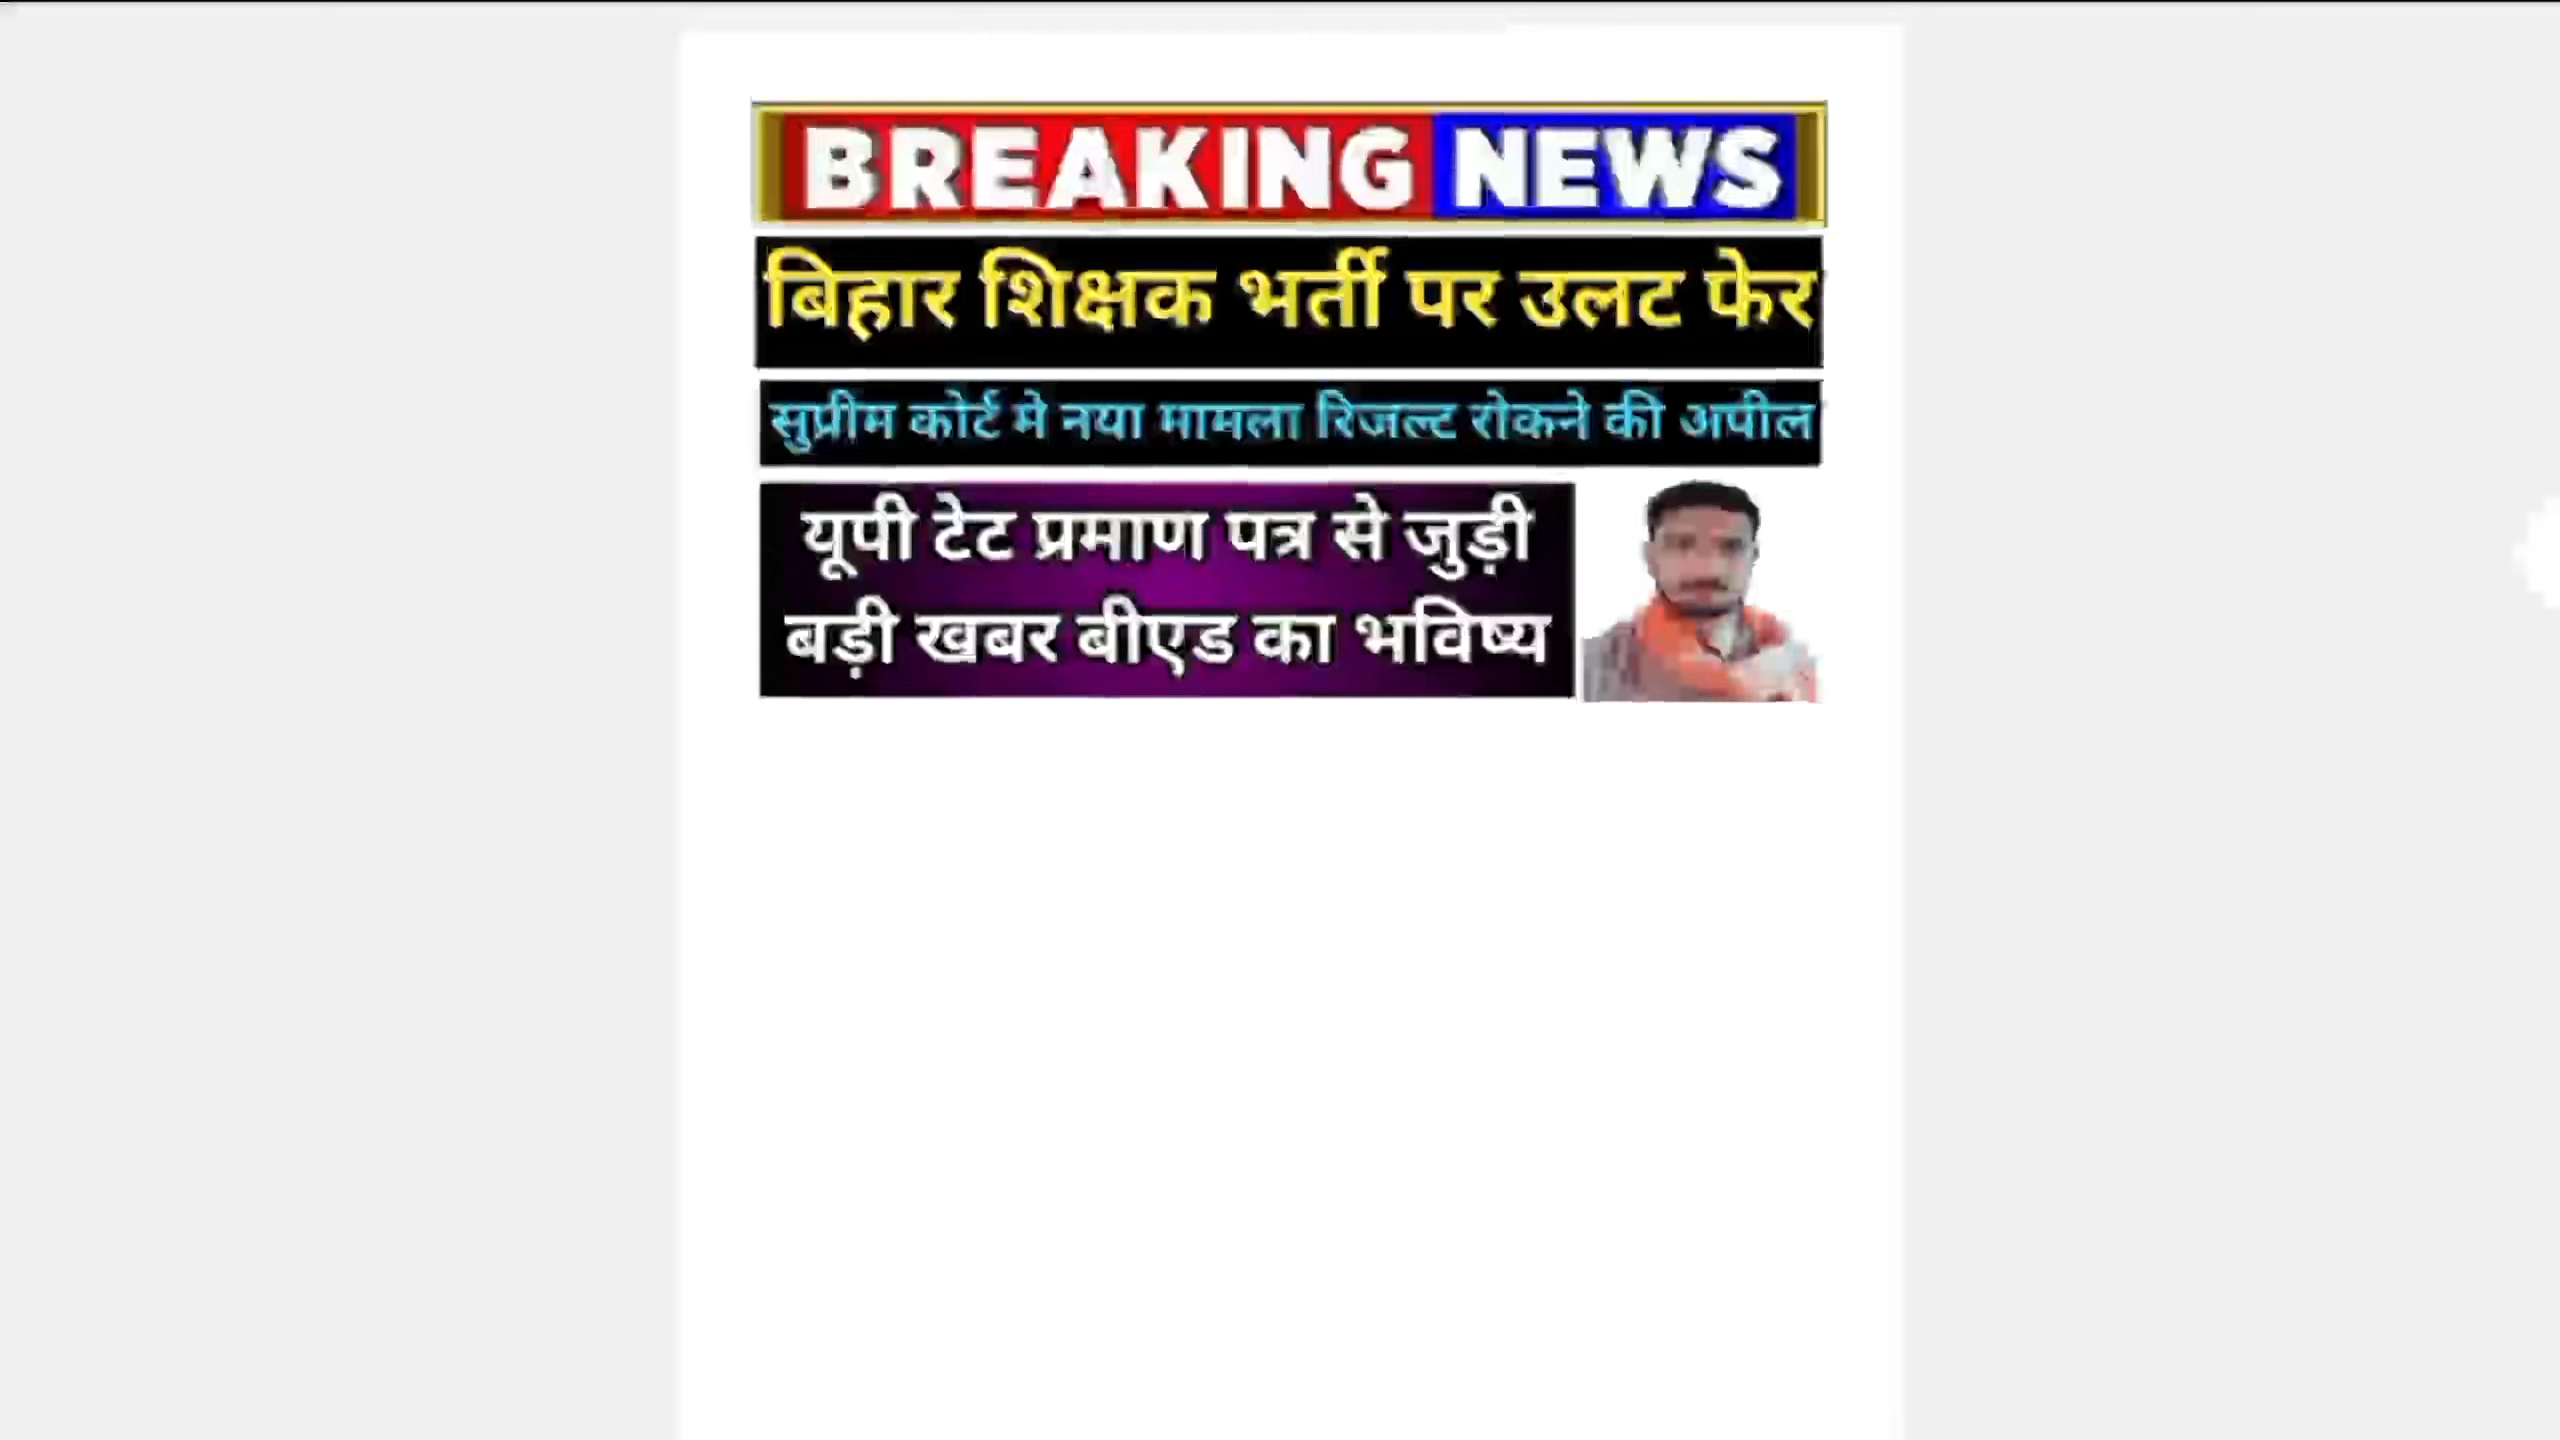 BREAKING NEWS
बिहार शिक्षक भर्ती पर उलट फेर
सुप्रीम कोर्ट मे नया मामला रिजल्ट रोकने की अपील
यूपी टेट प्रमाण पत्र से जुड़ी
बड़ी खबर बीएड का भविष्य